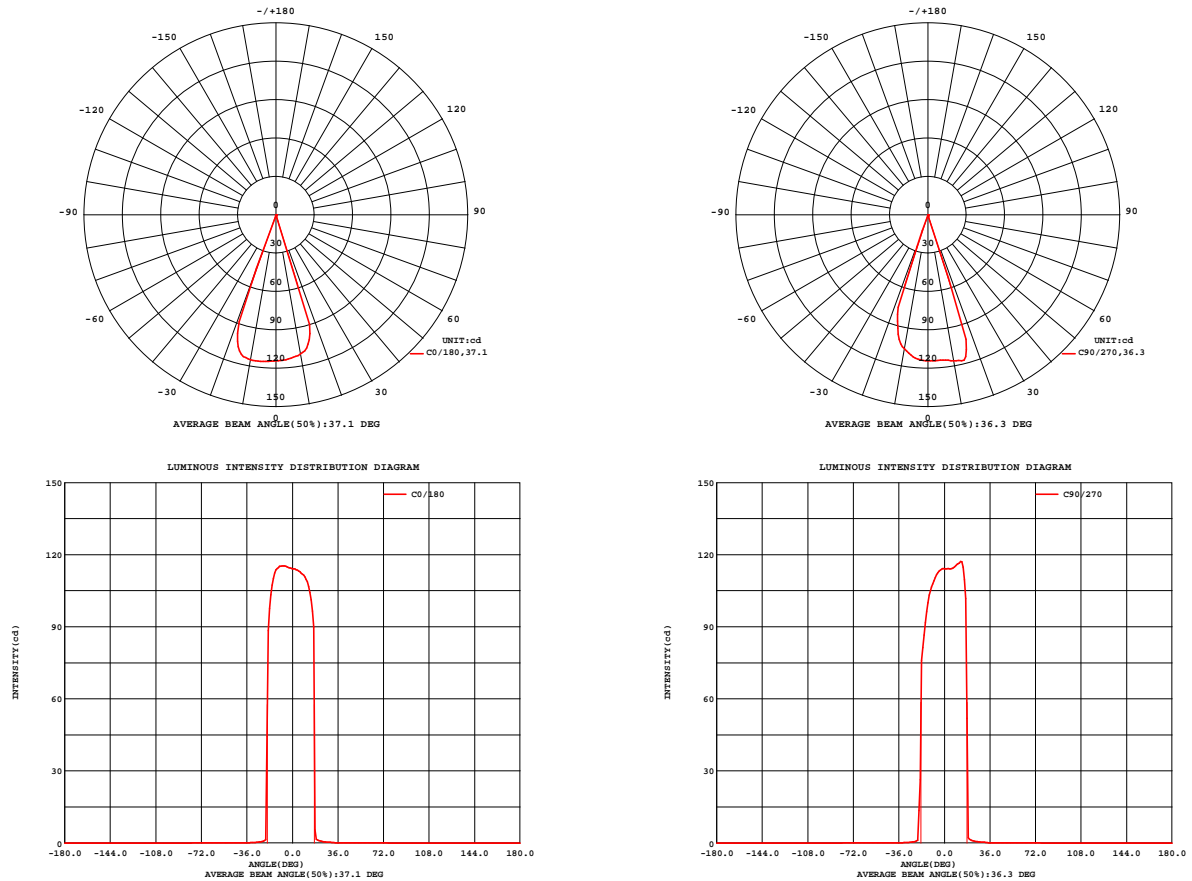 -/+180
-150 150
-120 120
-90 90
-60 60
-30 30
0
30
60
90
120
150
0
UNIT:cd
C0/180,37.1
AVERAGE BEAM ANGLE(50%):37.1 DEG
-/+180
-150 150
-120 120
-90 90
-60 60
-30 30
0
30
60
90
120
150
0
UNIT:cd
C90/270,36.3
AVERAGE BEAM ANGLE(50%):36.3 DEG
LUMINOUS INTENSITY DISTRIBUTION DIAGRAM
C0/180
INTENSITY(cd)
150
120
90
60
30
0
-180.0 -144.0 -108.0 -72.0 -36.0 0.0 36.0 72.0 108.0 144.0 180.0
ANGLE(DEG)
AVERAGE BEAM ANGLE(50%):37.1 DEG
LUMINOUS INTENSITY DISTRIBUTION DIAGRAM
C90/270
INTENSITY(cd)
150
120
90
60
30
0
-180.0 -144.0 -108.0 -72.0 -36.0 0.0 36.0 72.0 108.0 144.0 180.0
ANGLE(DEG)
AVERAGE BEAM ANGLE(50%):36.3 DEG